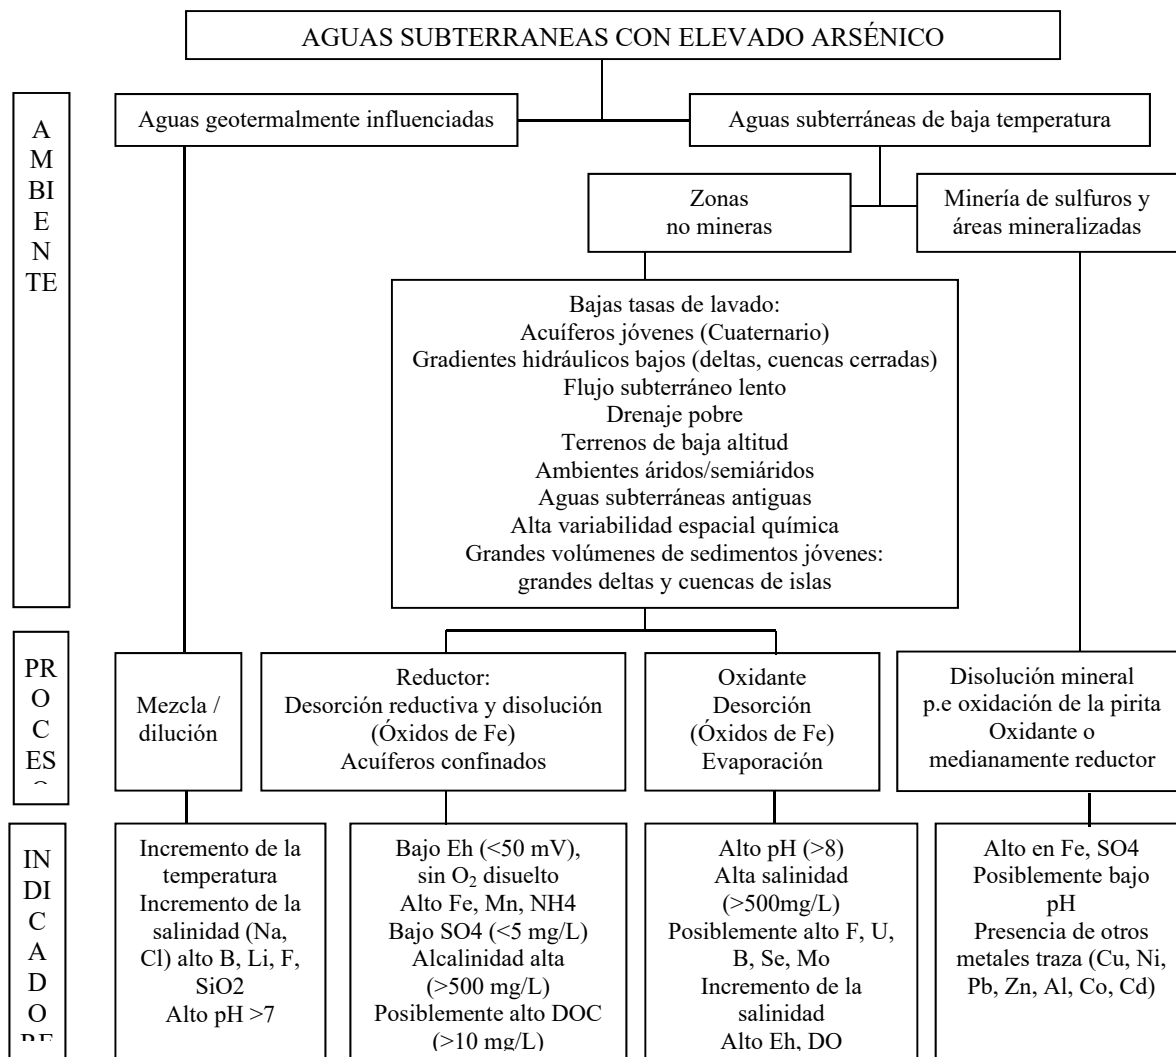 AGUAS SUBTERRANEAS CON ELEVADO ARSÉNICO
A
M
BI
E
N
TE
Aguas geotermalmente influenciadas
Aguas subterráneas de baja temperatura
Zonas
no mineras
Minería de sulfuros y
áreas mineralizadas
Bajas tasas de lavado:
Acuíferos jóvenes (Cuaternario)
Gradientes hidráulicos bajos (deltas, cuencas cerradas)
Flujo subterráneo lento
Drenaje pobre
Terrenos de baja altitud
Ambientes áridos/semiáridos
Aguas subterráneas antiguas
Alta variabilidad espacial química
Grandes volúmenes de sedimentos jóvenes:
grandes deltas y cuencas de islas
PR
O
C
ES
Mezcla /
dilución
Reductor:
Desorción reductiva y disolución
(Óxidos de Fe)
Acuíferos confinados
Oxidante
Desorción
(Óxidos de Fe)
Evaporación
Disolución mineral
p.e oxidación de la pirita
Oxidante o
medianamente reductor
IN
DI
C
A
D
O
RE
Incremento de la
temperatura
Incremento de la
salinidad (Na,
Cl) alto B, Li, F,
SiO2
Alto pH >7
Bajo Eh (<50 mV),
sin O₂ disuelto
Alto Fe, Mn, NH4
Bajo SO4 (<5 mg/L)
Alcalinidad alta
(>500 mg/L)
Posiblemente alto DOC
(>10 mg/L)
Alto pH (>8)
Alta salinidad
(>500mg/L)
Posiblemente alto F, U,
B, Se, Mo
Incremento de la
salinidad
Alto Eh, DO
Alto en Fe, SO4
Posiblemente bajo
pH
Presencia de otros
metales traza (Cu, Ni,
Pb, Zn, Al, Co, Cd)